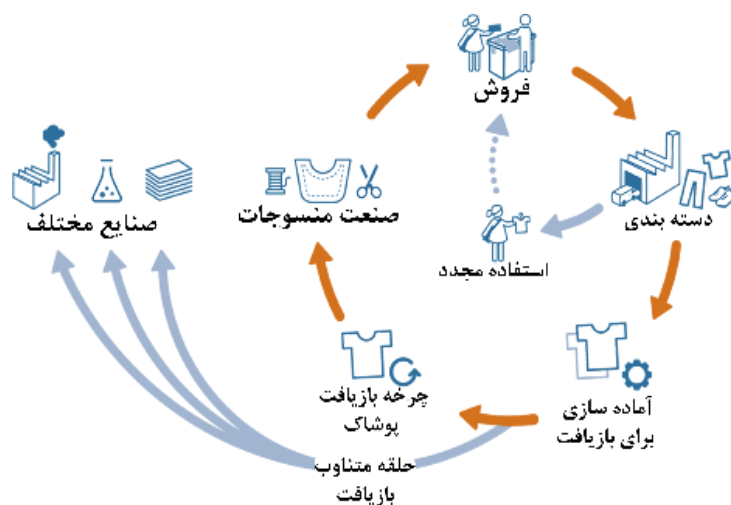 فروش
دسته بندی
استفاده مجدد
صنعت منسوجات
صنایع مختلف
آماده سازی
برای بازیافت
چرخه بازیافت
پوشاک
حلقه متناوب
بازیافت